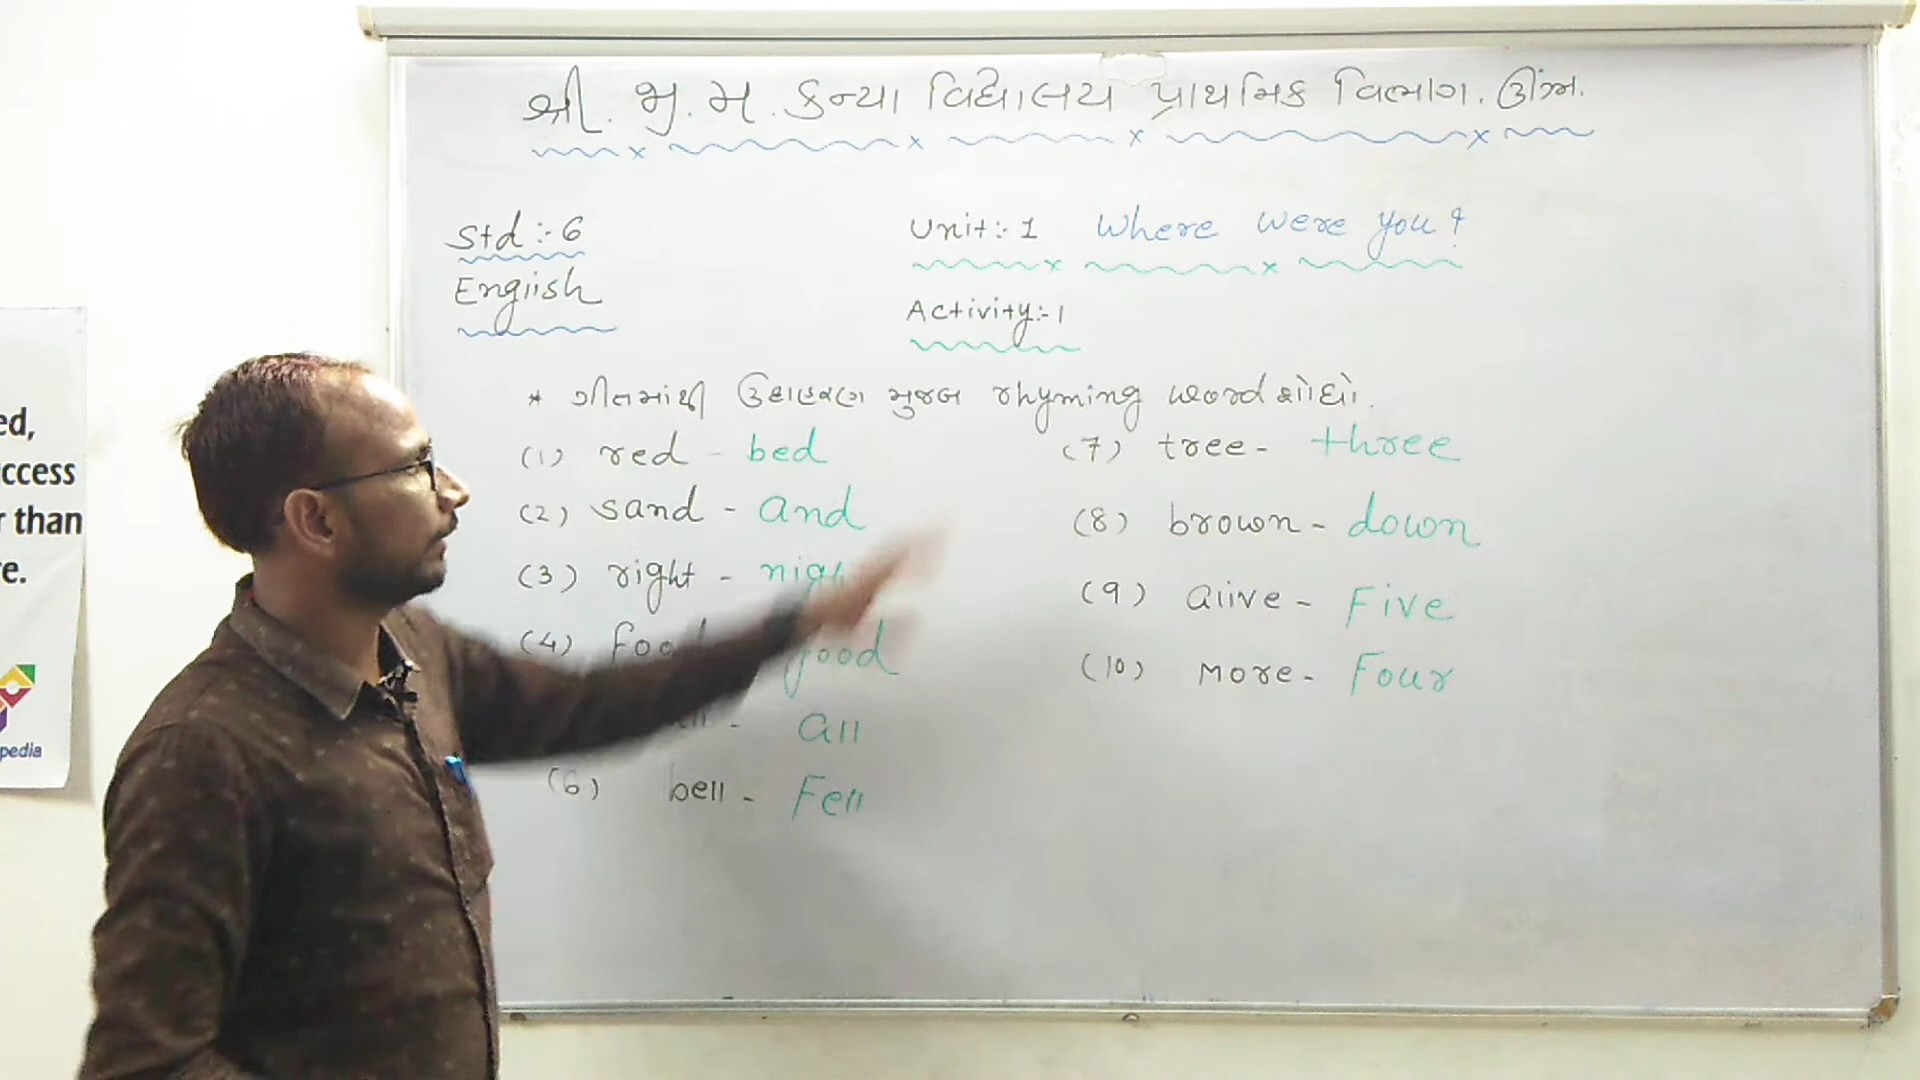 શ્રી. ભુ. મ. કન્યા વિદ્યાલય પ્રાથમિક વિભાગ. ઊંઝા.
Std :- 6
Unit :- 1 Where were you ?
English
Activity :- 1
* ગીતમાંથી ઉદાહરણ મુજબ rhyming word શોધો.
(1) red - bed
(2) sand - and
(3) right -
(4)
- all
(6) bell - Fell
(7) tree - three
(8) brown - down
(9) alive - Five
(10) More - Four
ed,
ccess
r than
e.
pedia